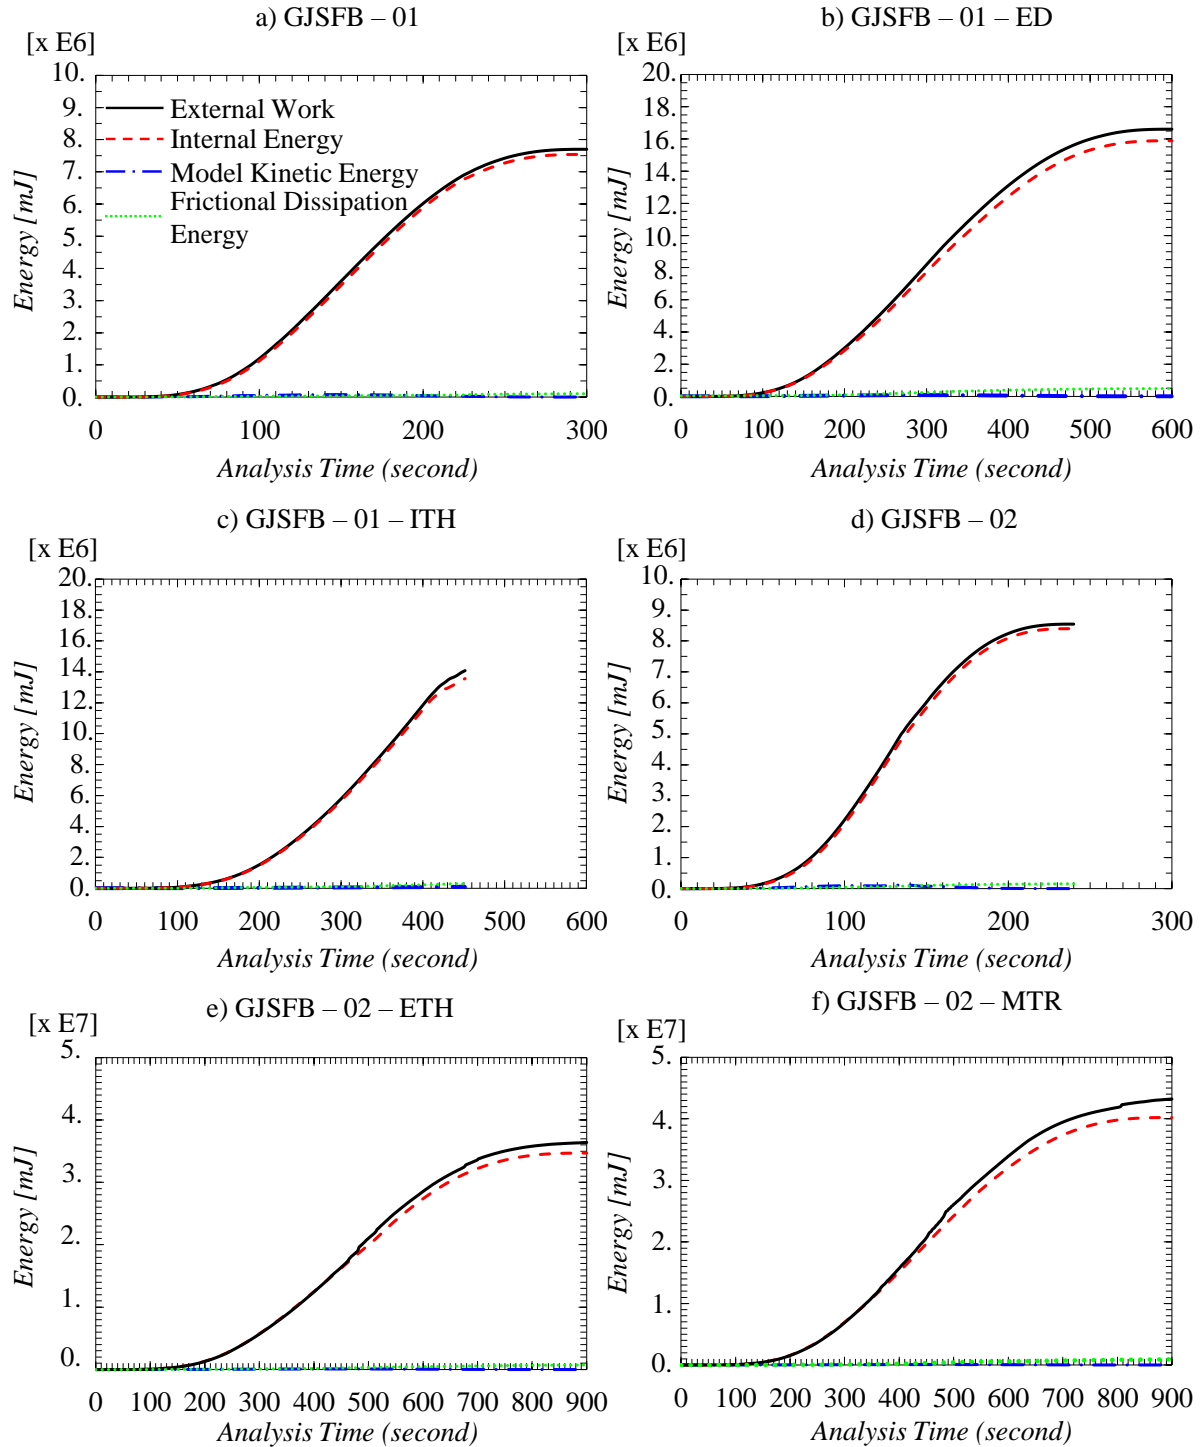 a) GJSFB – 01
[x E6]
10.
9.
8.
7.
6.
5.
4.
3.
2.
1.
0.
Energy [mJ]
External Work
Internal Energy
Model Kinetic Energy
Frictional Dissipation
Energy
0 100 200 300
Analysis Time (second)
b) GJSFB – 01 – ED
[x E6]
20.
18.
16.
14.
12.
10.
8.
6.
4.
2.
0.
Energy [mJ]
0 100 200 300 400 500 600
Analysis Time (second)
c) GJSFB – 01 – ITH
[x E6]
20.
18.
16.
14.
12.
10.
8.
6.
4.
2.
0.
Energy [mJ]
0 100 200 300 400 500 600
Analysis Time (second)
d) GJSFB – 02
[x E6]
10.
9.
8.
7.
6.
5.
4.
3.
2.
1.
0.
Energy [mJ]
0 100 200 300
Analysis Time (second)
e) GJSFB – 02 – ETH
[x E7]
5.
4.
3.
2.
1.
0.
Energy [mJ]
0 100 200 300 400 500 600 700 800 900
Analysis Time (second)
f) GJSFB – 02 – MTR
[x E7]
5.
4.
3.
2.
1.
0.
Energy [mJ]
0 100 200 300 400 500 600 700 800 900
Analysis Time (second)